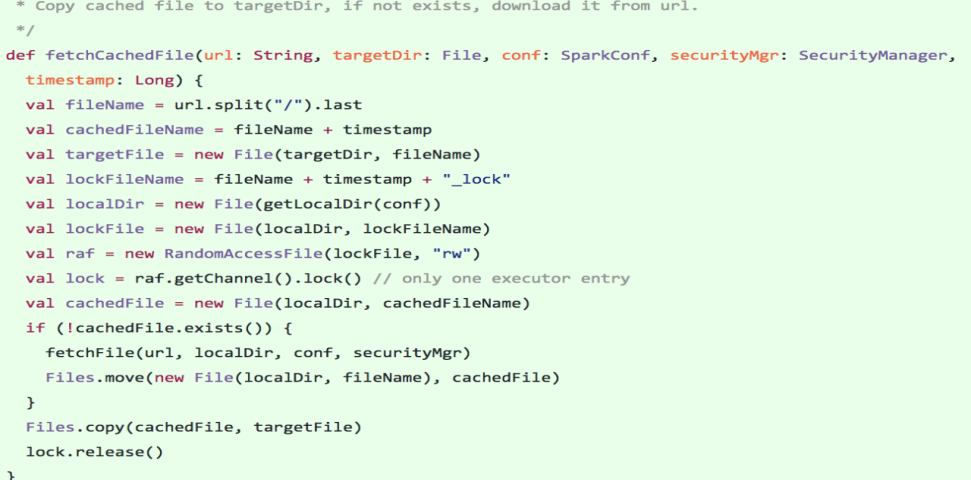 * Copy cached file to targetDir, if not exists, download it from url.
*/
def fetchCachedFile(url: String, targetDir: File, conf: SparkConf, securityMgr: SecurityManager,
timestamp: Long) {
val fileName = url.split("/").last
val cachedFileName = fileName + timestamp
val targetFile = new File(targetDir, fileName)
val lockFileName = fileName + timestamp + "_lock"
val localDir = new File(getLocalDir(conf))
val lockFile = new File(localDir, lockFileName)
val raf = new RandomAccessFile(lockFile, "rw")
val lock = raf.getChannel().lock() // only one executor entry
val cachedFile = new File(localDir, cachedFileName)
if (!cachedFile.exists()) {
fetchFile(url, localDir, conf, securityMgr)
Files.move(new File(localDir, fileName), cachedFile)
}
Files.copy(cachedFile, targetFile)
lock.release()
}